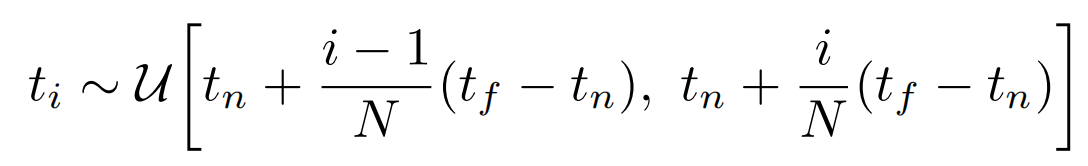 $t_i \sim \mathcal{U}\left[t_n + \frac{i-1}{N}(t_f - t_n),\ t_n + \frac{i}{N}(t_f - t_n)\right]$